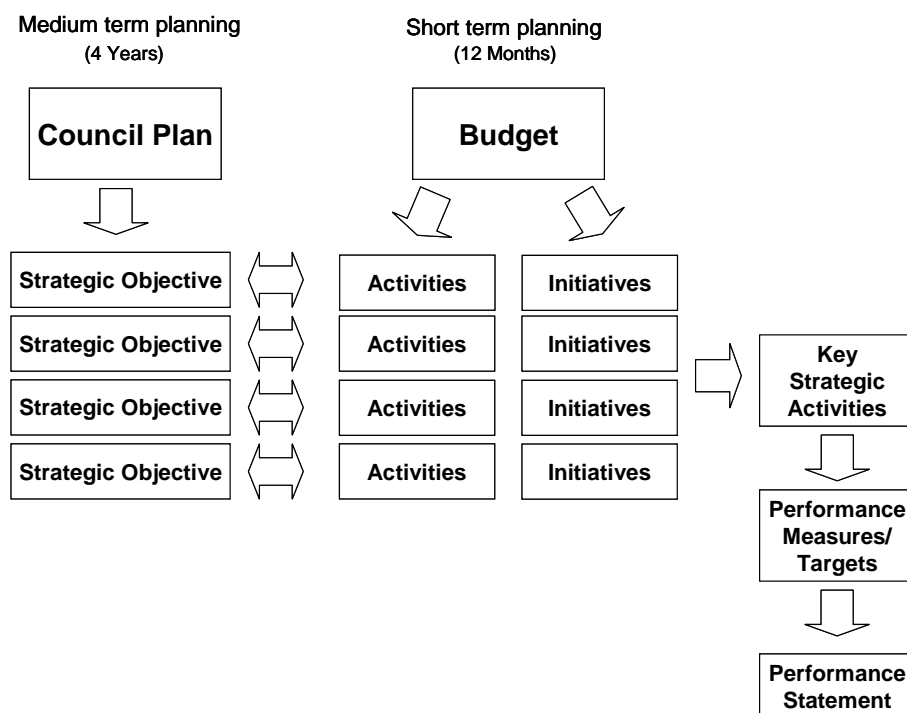 Medium term planning
(4 Years)
Short term planning
(12 Months)
Council Plan
Budget
Strategic Objective
Activities
Initiatives
Strategic Objective
Activities
Initiatives
Strategic Objective
Activities
Initiatives
Strategic Objective
Activities
Initiatives
Key
Strategic
Activities
Performance
Measures/
Targets
Performance
Statement